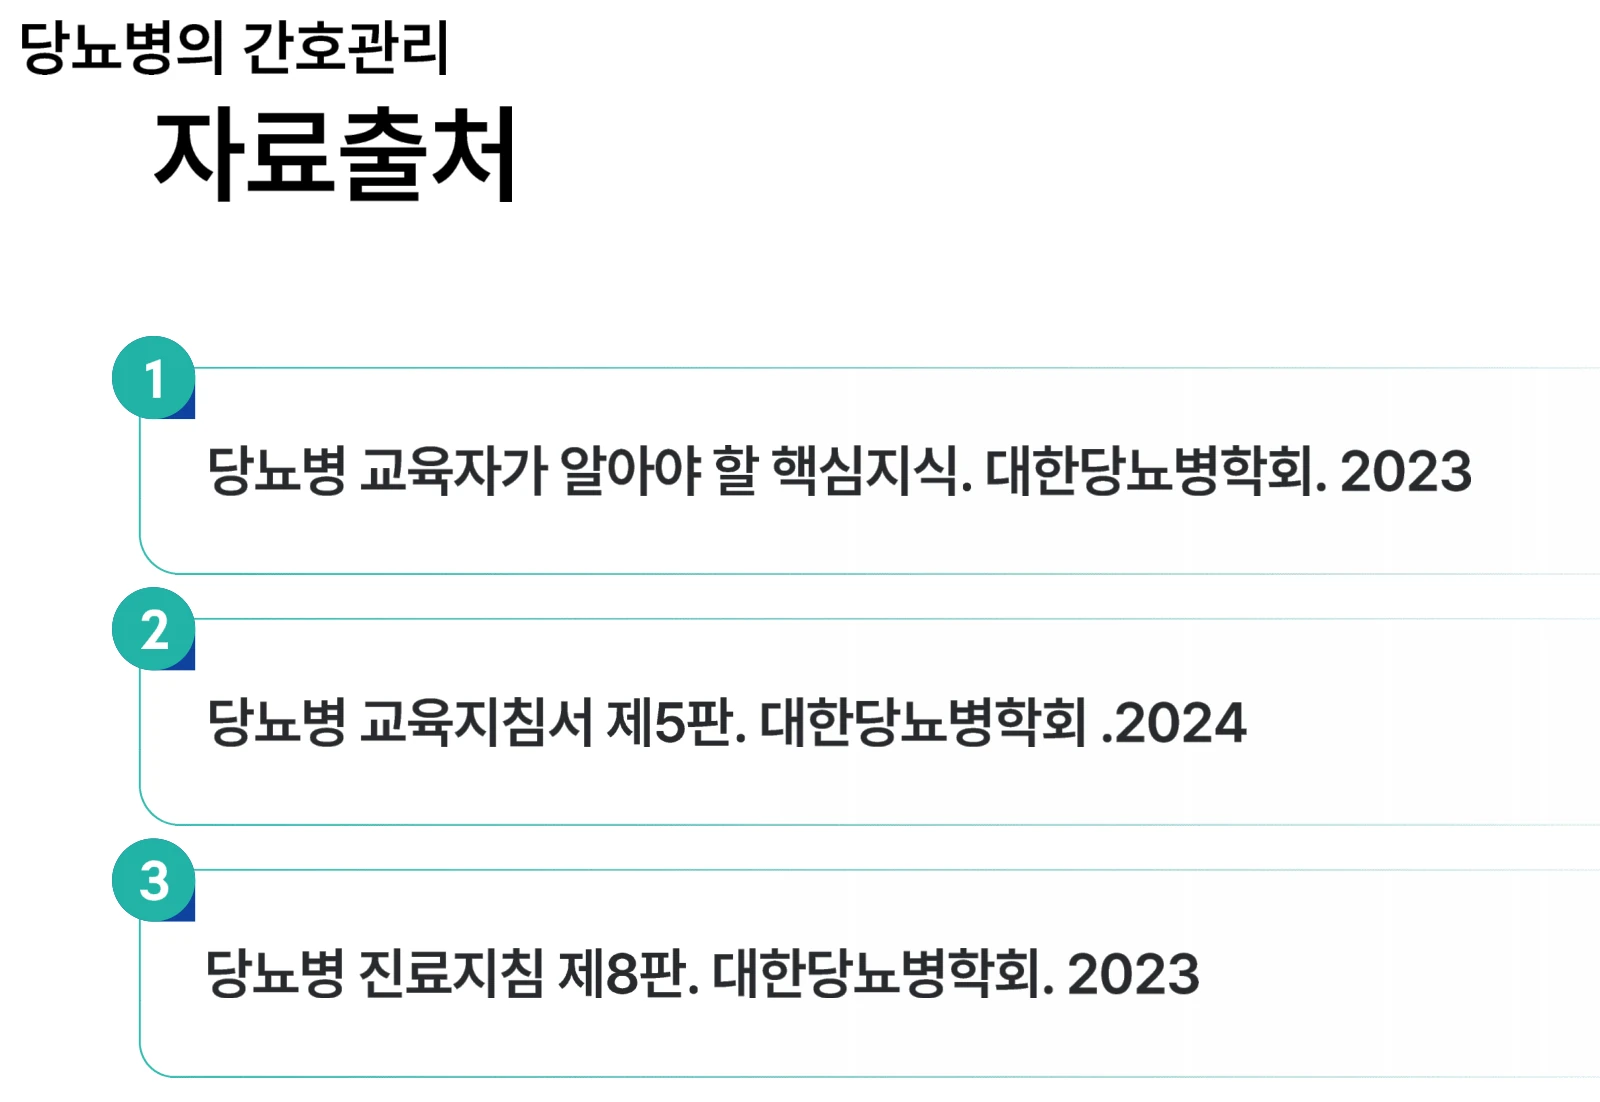 당뇨병의 간호관리
자료출처
1
당뇨병 교육자가 알아야 할 핵심지식. 대한당뇨병학회. 2023
2
당뇨병 교육지침서 제5판. 대한당뇨병학회 .2024
3
당뇨병 진료지침 제8판. 대한당뇨병학회. 2023